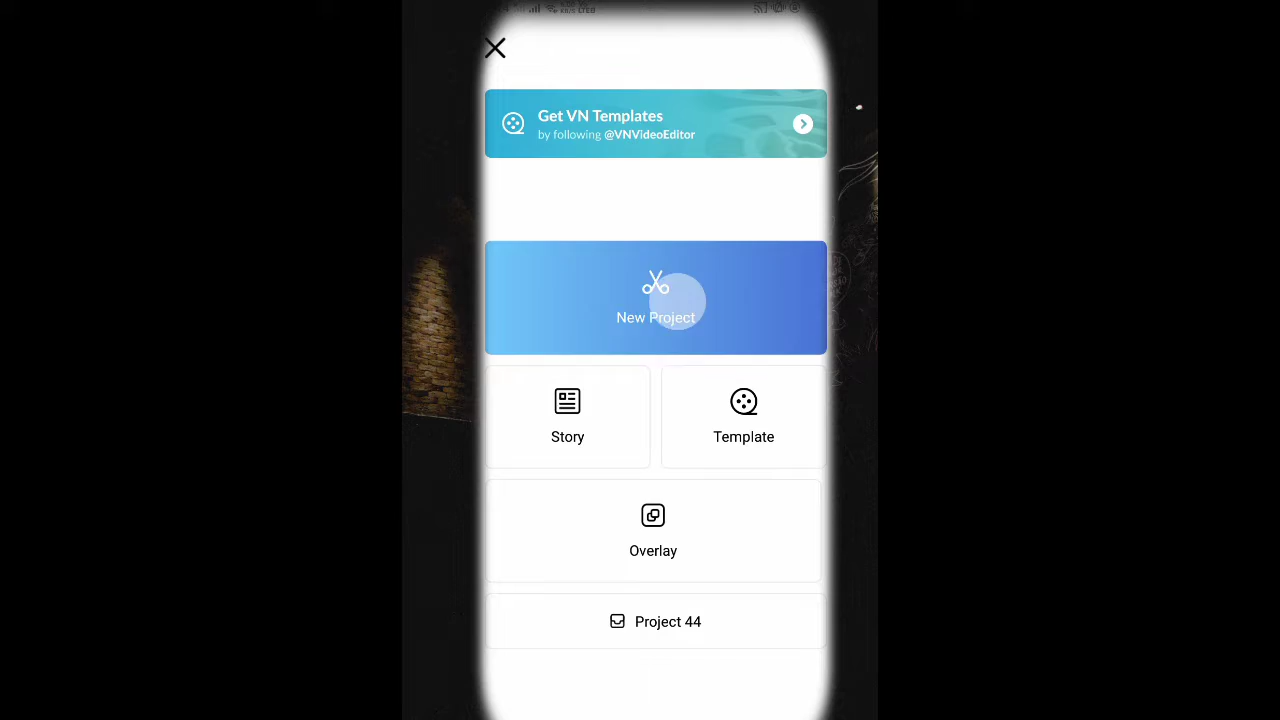 Get VN Templates
by following @VNVideoEditor
New Project
Story
Template
Overlay
Project 44